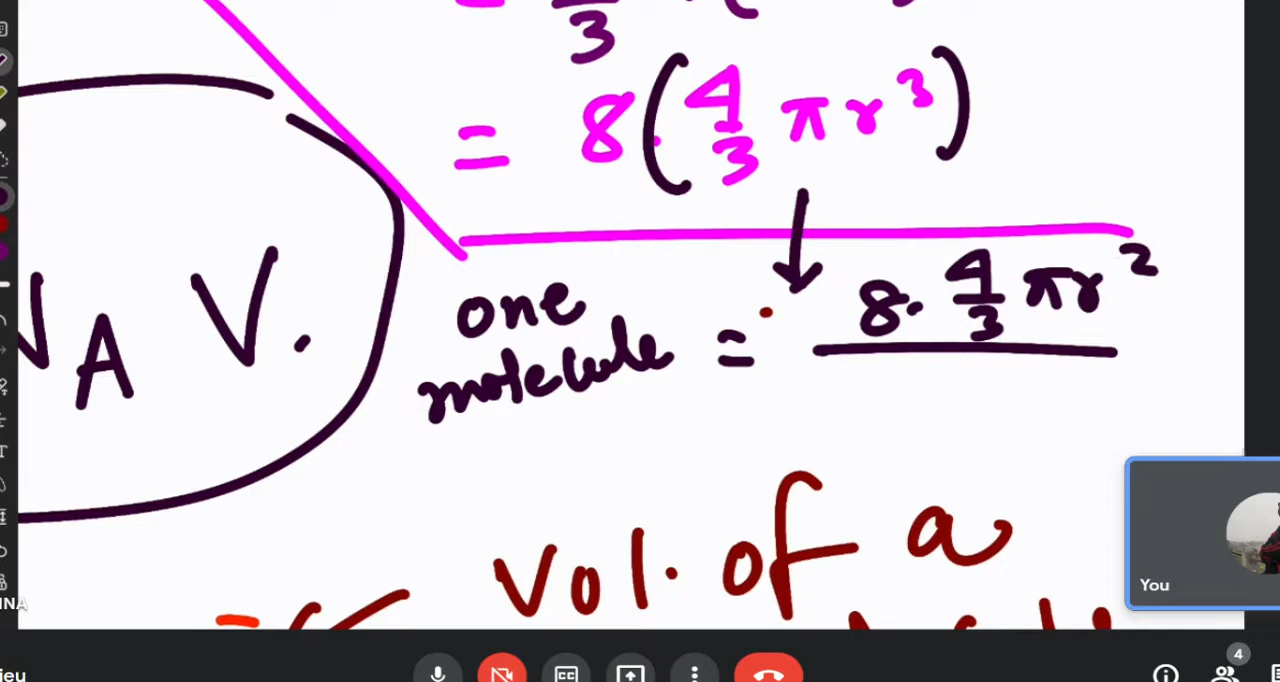 3
= 8(4/3 πr³)
8. 4/3 πr²
one
molecule =
A V.
Vol. of a
You
4